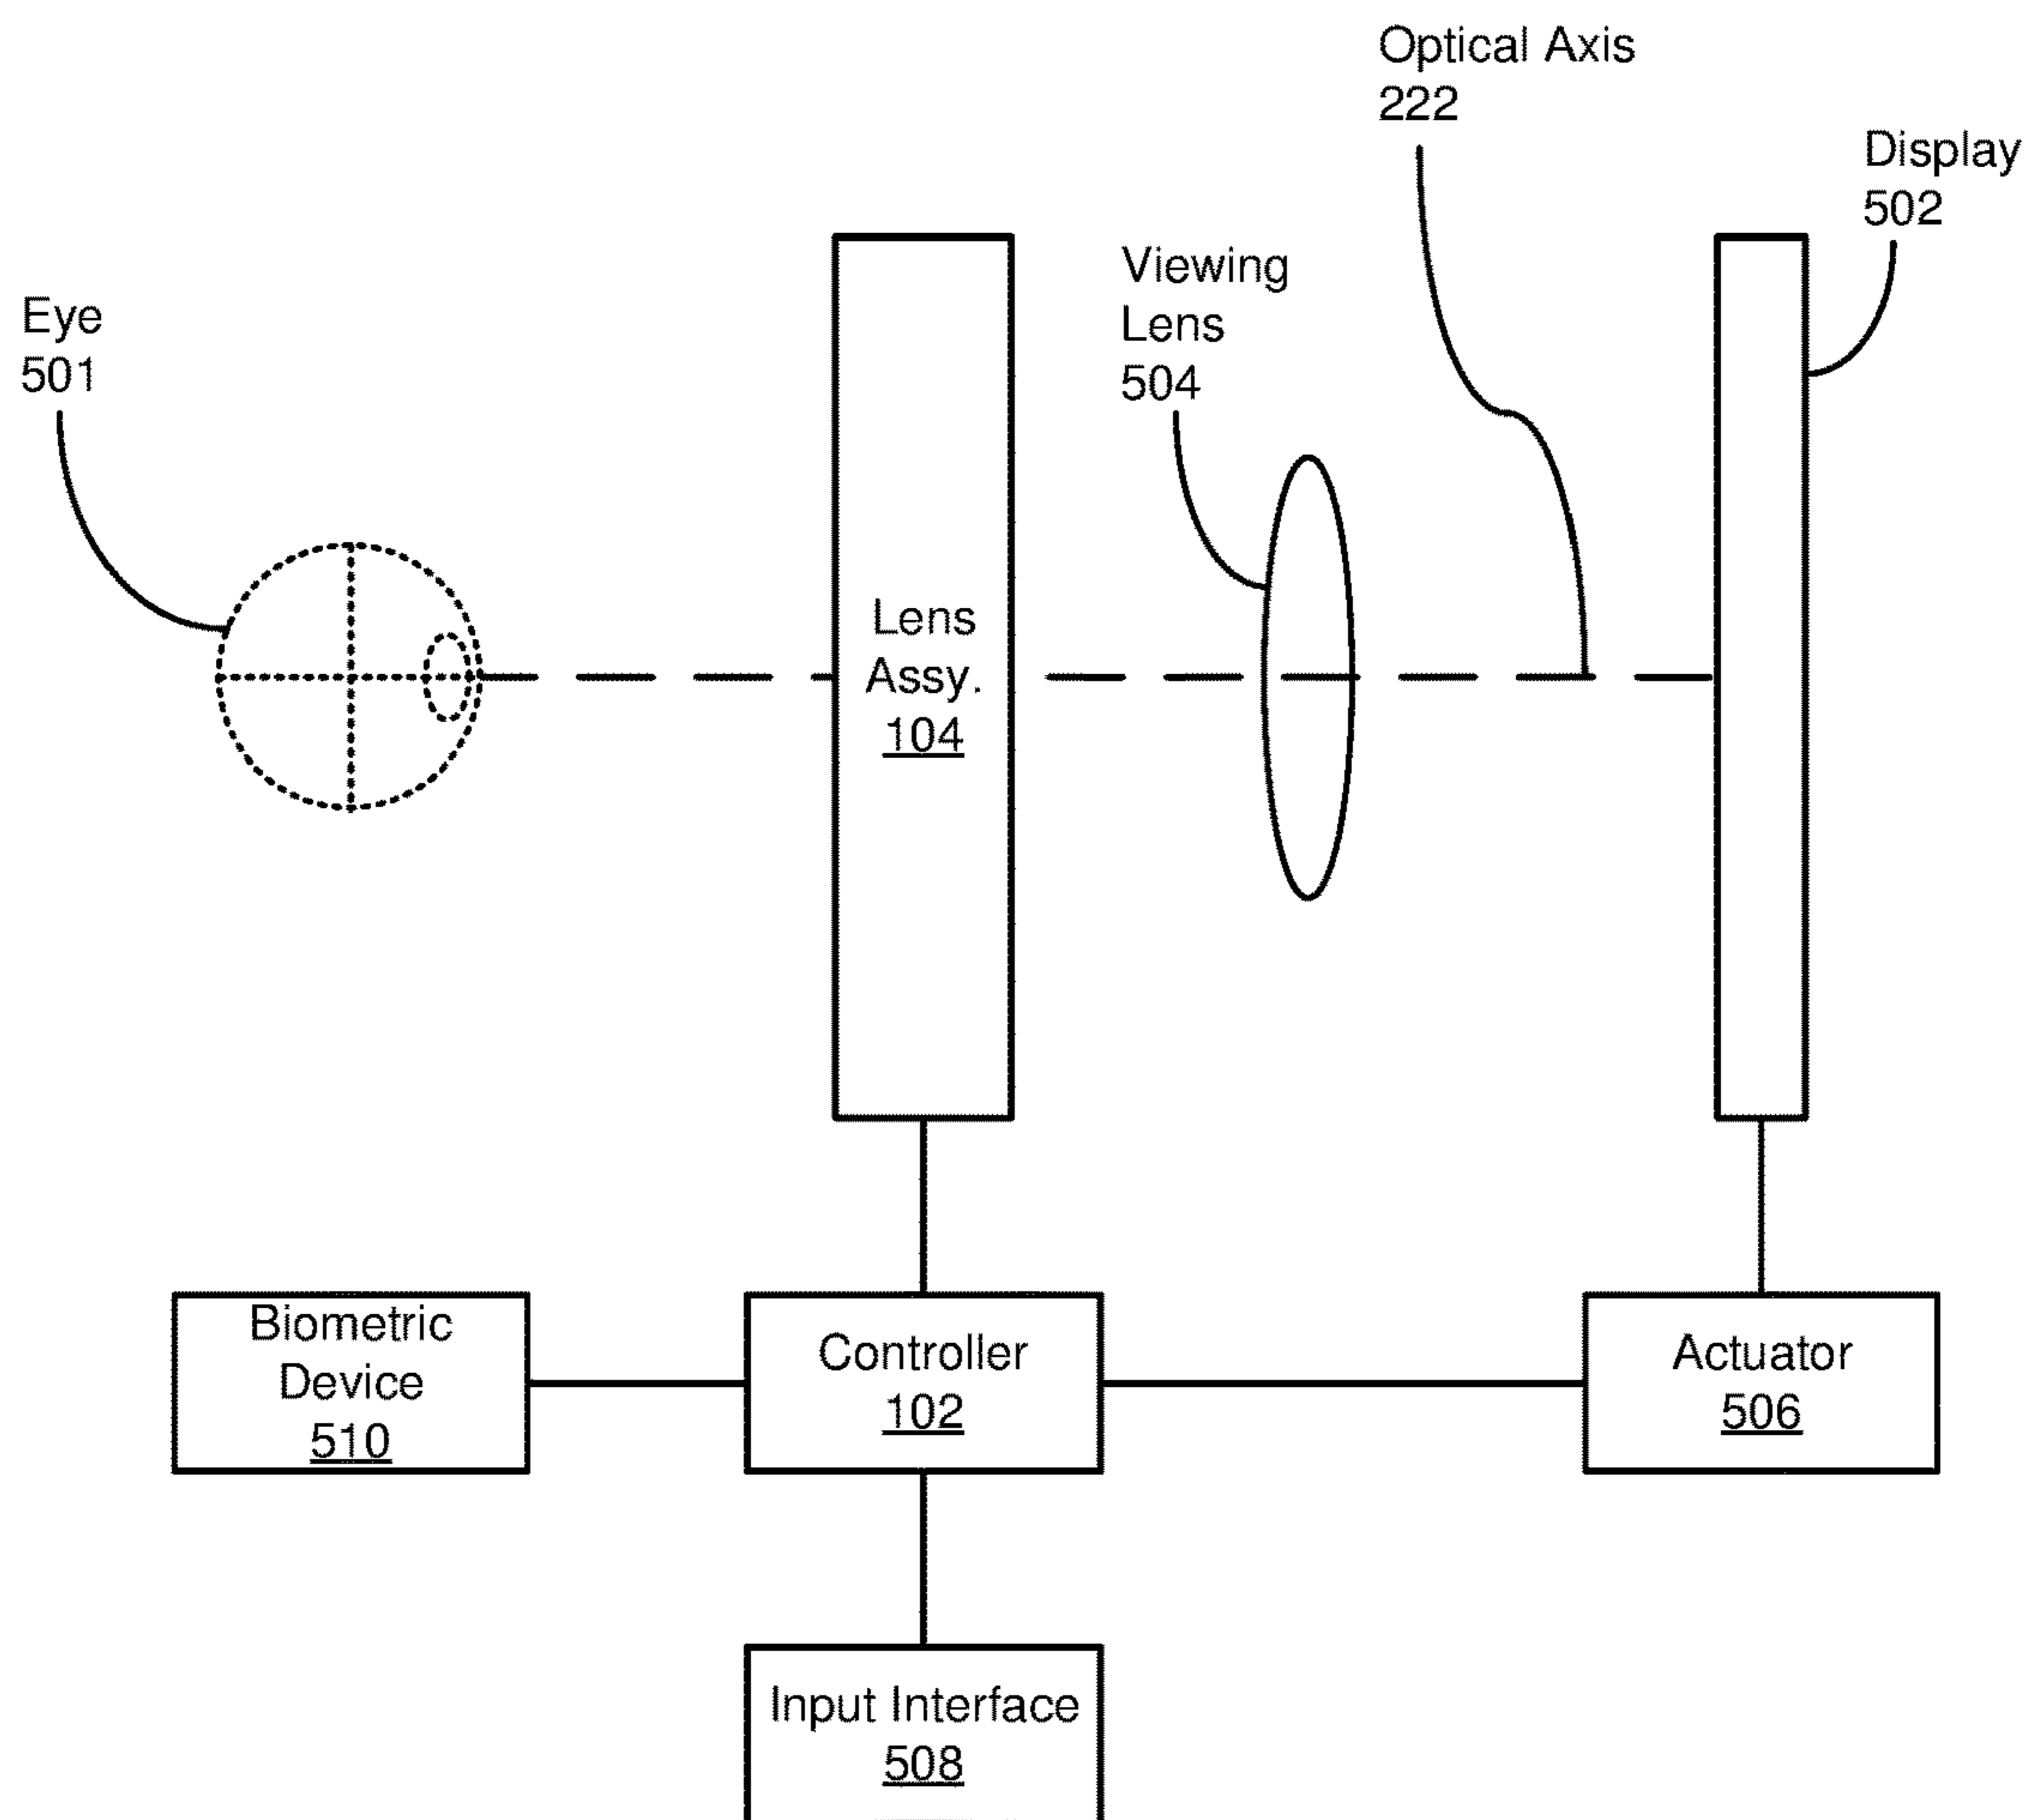 Optical Axis
222
Display
502
Viewing
Lens
504
Eye
501
Lens
Assy.
104
Biometric
Device
510
Controller
102
Actuator
506
Input Interface
508